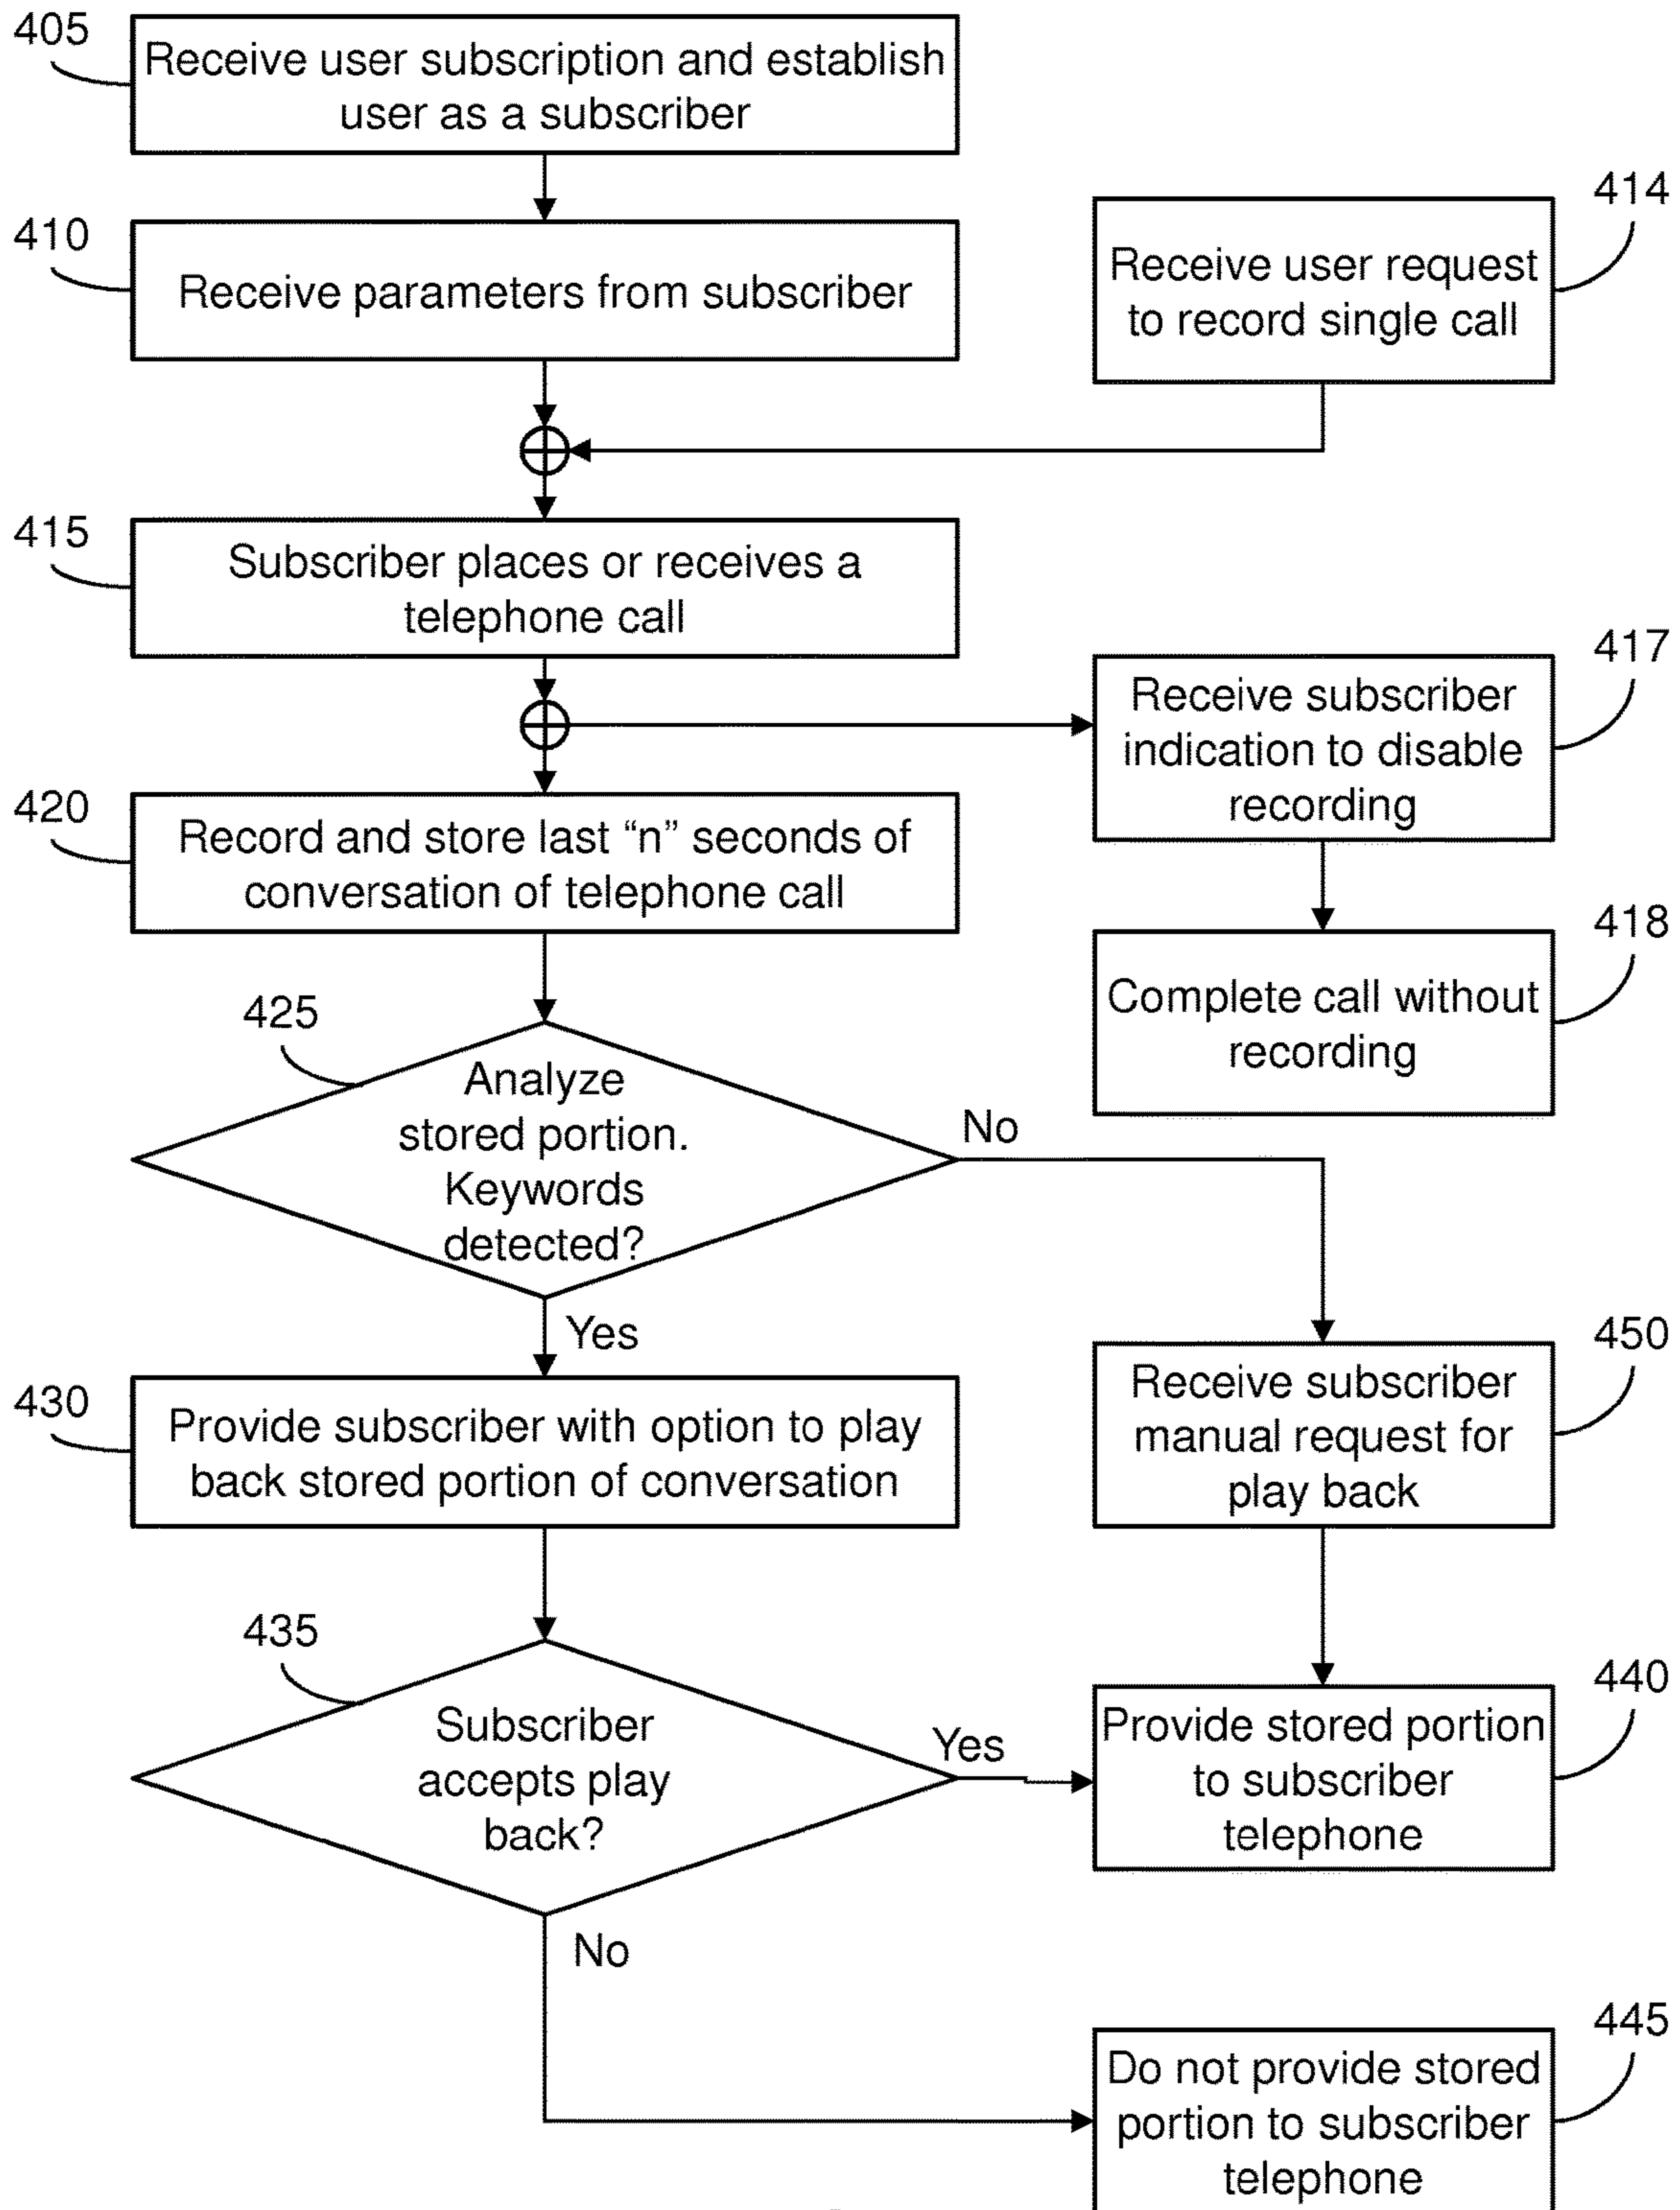 405
Receive user subscription and establish
user as a subscriber
410
Receive parameters from subscriber
414
Receive user request
to record single call
415
Subscriber places or receives a
telephone call
417
Receive subscriber
indication to disable
recording
420
Record and store last “n” seconds of
conversation of telephone call
418
Complete call without
recording
425
Analyze
stored portion.
Keywords
detected?
No
Yes
430
Provide subscriber with option to play
back stored portion of conversation
450
Receive subscriber
manual request for
play back
435
Subscriber
accepts play
back?
Yes
440
Provide stored portion
to subscriber
telephone
No
445
Do not provide stored
portion to subscriber
telephone